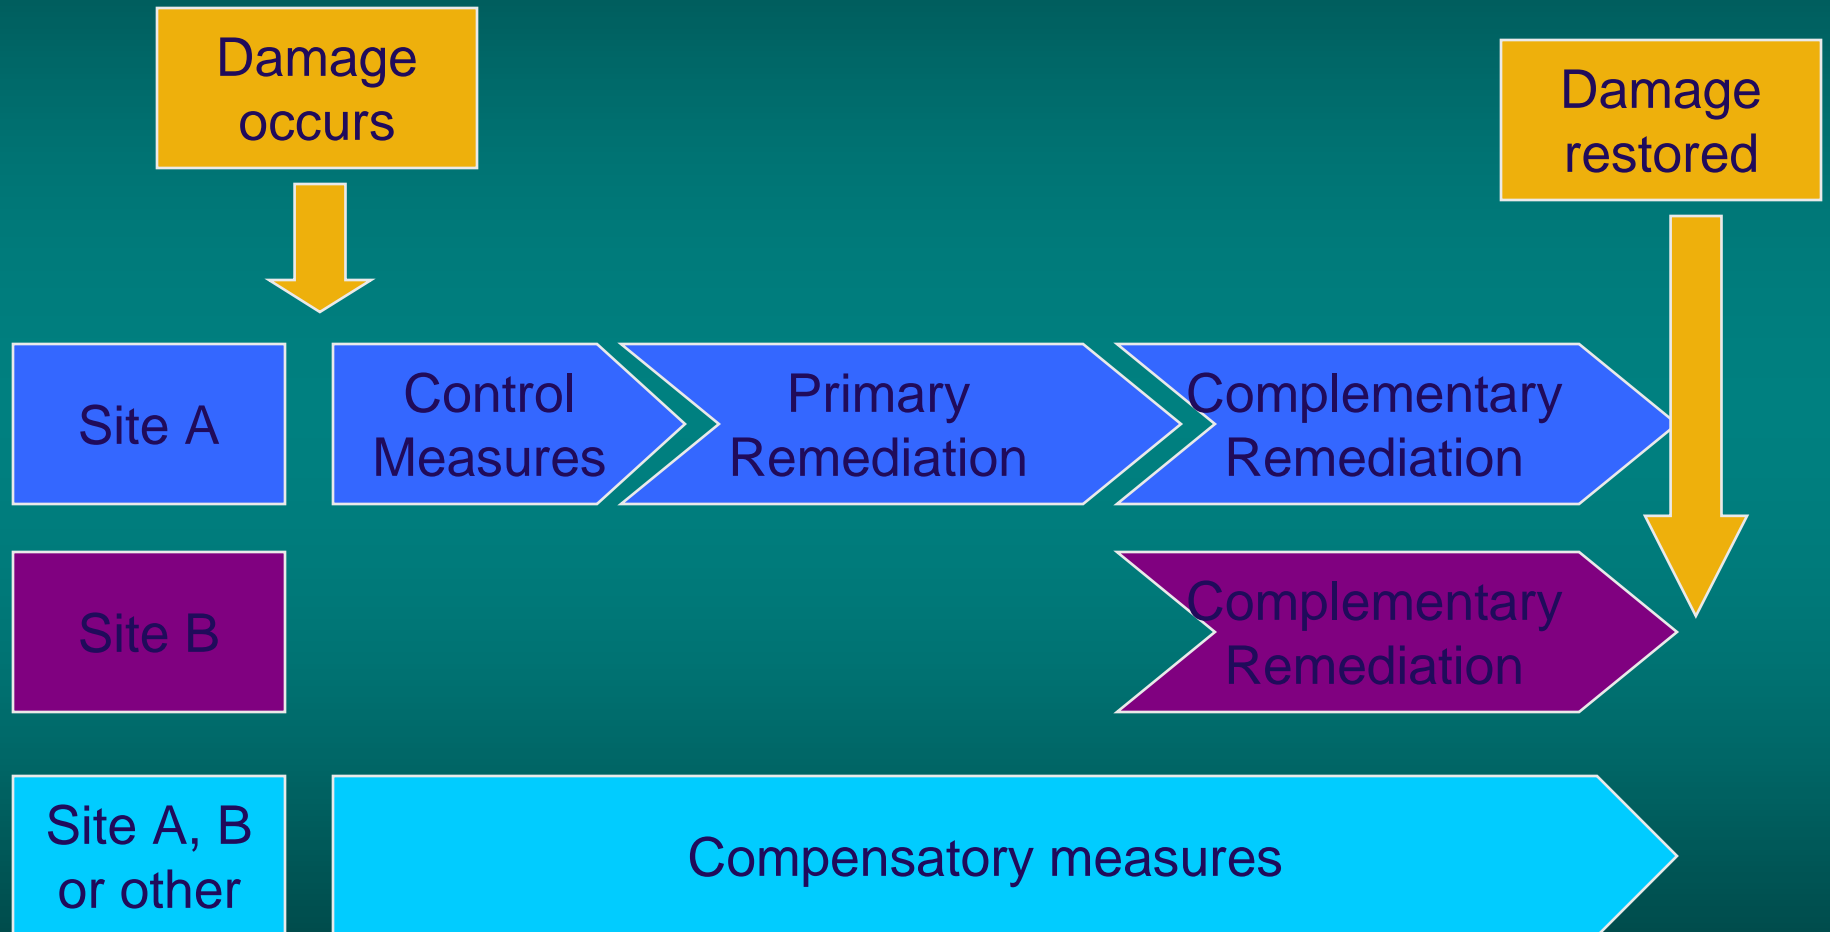 Damage
occurs
Damage
restored
Site A
Control
Measures
Primary
Remediation
Complementary
Remediation
Site B
Complementary
Remediation
Site A, B
or other
Compensatory measures